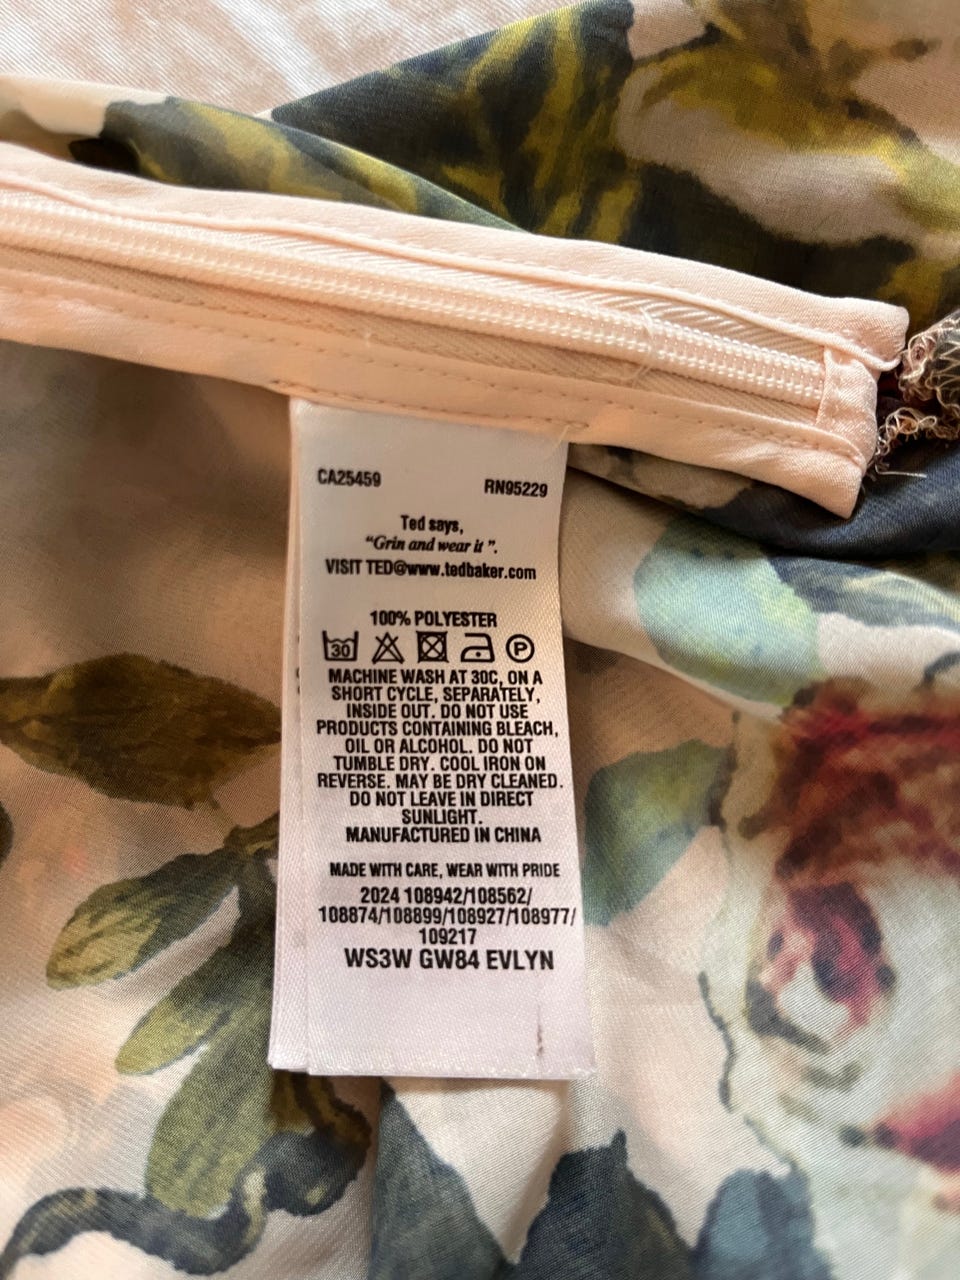 CA25459 RN95229
Ted says,
“Grin and wear it”.
VISIT TED@www.tedbaker.com
100% POLYESTER
30 P
MACHINE WASH AT 30C, ON A
SHORT CYCLE, SEPARATELY,
INSIDE OUT. DO NOT USE
PRODUCTS CONTAINING BLEACH,
OIL OR ALCOHOL. DO NOT
TUMBLE DRY. COOL IRON ON
REVERSE. MAY BE DRY CLEANED.
DO NOT LEAVE IN DIRECT
SUNLIGHT.
MANUFACTURED IN CHINA
MADE WITH CARE, WEAR WITH PRIDE
2024 108942/108562/
108874/108899/108927/108977/
109217
WS3W GW84 EVLYN